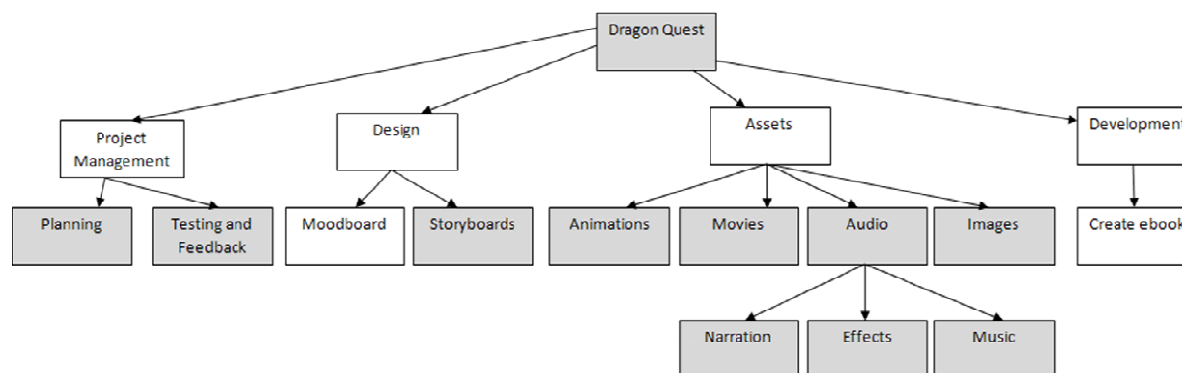 Dragon Quest
Project
Management
Design
Assets
Development
Planning
Testing and
Feedback
Moodboard
Storyboards
Animations
Movies
Audio
Images
Create ebook
Narration
Effects
Music